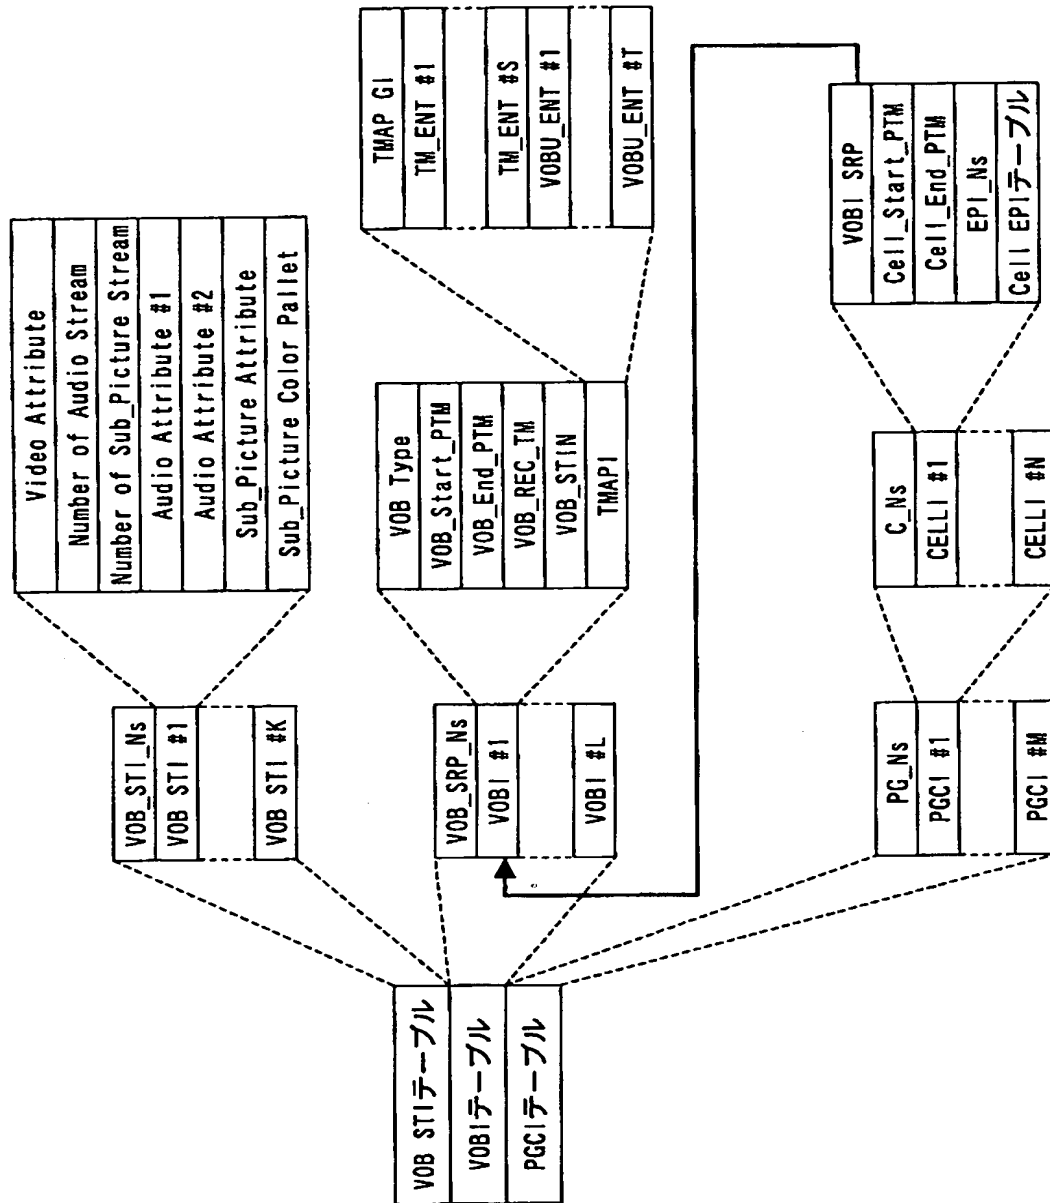 VOB STIテーブル
VOBIテーブル
PGCIテーブル
VOB_STI_Ns
VOB STI #1
VOB STI #K
Video Attribute
Number of Audio Stream
Number of Sub_Picture Stream
Audio Attribute #1
Audio Attribute #2
Sub_Picture Attribute
Sub_Picture Color Pallet
VOB_SRP_Ns
VOBI #1
VOBI #L
VOB Type
VOB_Start_PTM
VOB_End_PTM
VOB_REC_TM
VOB_STIN
TMAPI
TMAP GI
TM_ENT #1
TM_ENT #S
VOBU_ENT #1
VOBU_ENT #T
PG_Ns
PGCI #1
PGCI #M
C_Ns
CELLI #1
CELLI #N
VOBI SRP
Cell_Start_PTM
Cell_End_PTM
EPI_Ns
Cell EPIテーブル